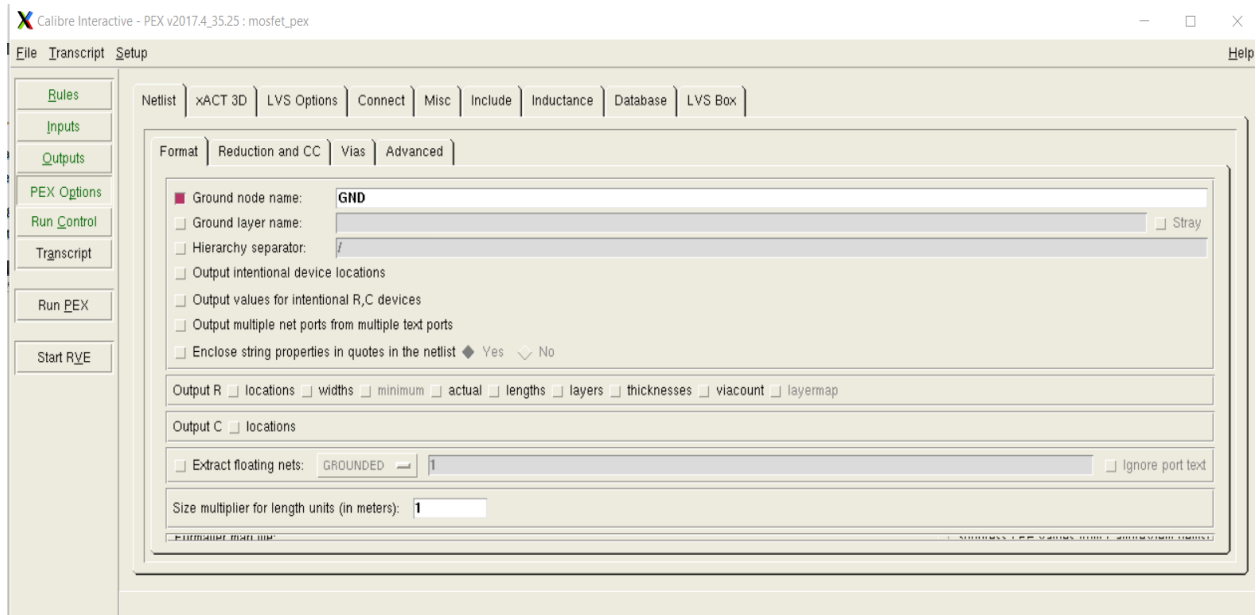 Calibre Interactive - PEX v2017.4_35.25 : mosfet_pex
File Transcript Setup Help
Rules
Inputs
Outputs
PEX Options
Run Control
Transcript
Run PEX
Start RVE
Netlist xACT 3D LVS Options Connect Misc Include Inductance Database LVS Box
Format Reduction and CC Vias Advanced
Ground node name: GND
Ground layer name: Stray
Hierarchy separator: /
Output intentional device locations
Output values for intentional R,C devices
Output multiple net ports from multiple text ports
Enclose string properties in quotes in the netlist Yes No
Output R locations widths minimum actual lengths layers thicknesses viacount layermap
Output C locations
Extract floating nets: GROUNDED 1 Ignore port text
Size multiplier for length units (in meters): 1